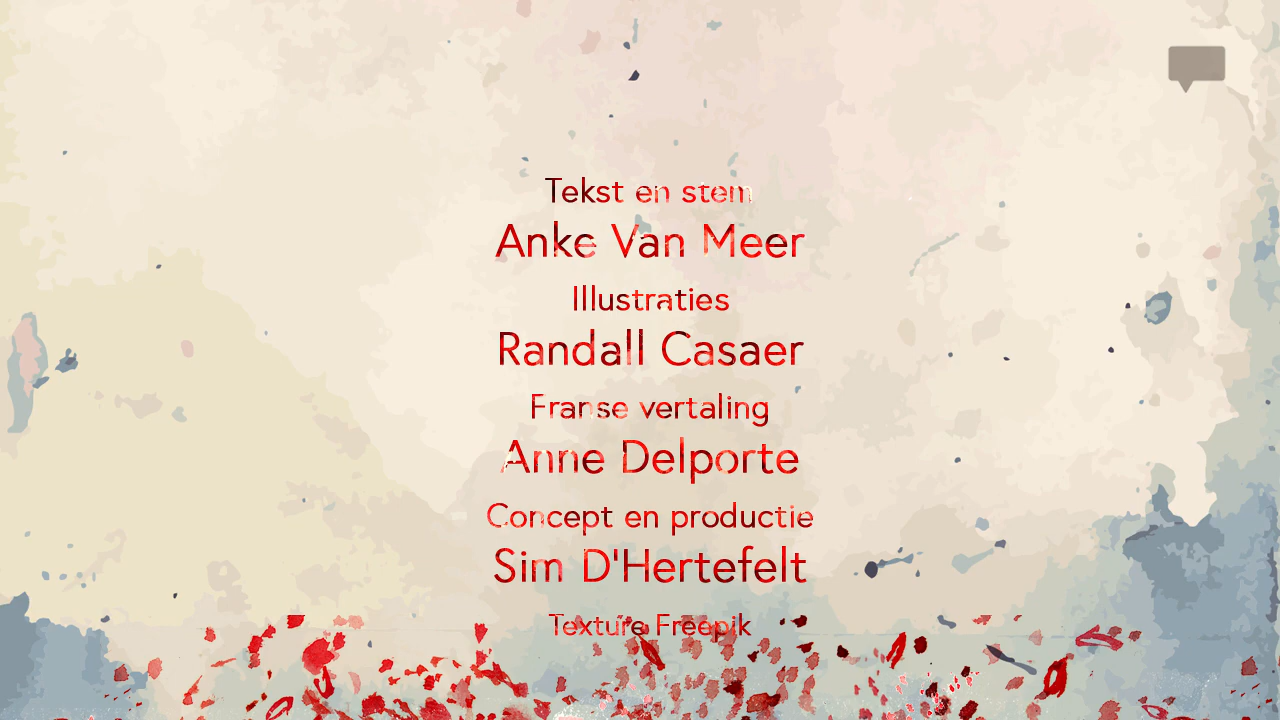 Tekst en stem
Anke Van Meer
Illustraties
Randall Casaer
Franse vertaling
Anne Delporte
Concept en productie
Sim D'Hertefelt
Texture Freepik